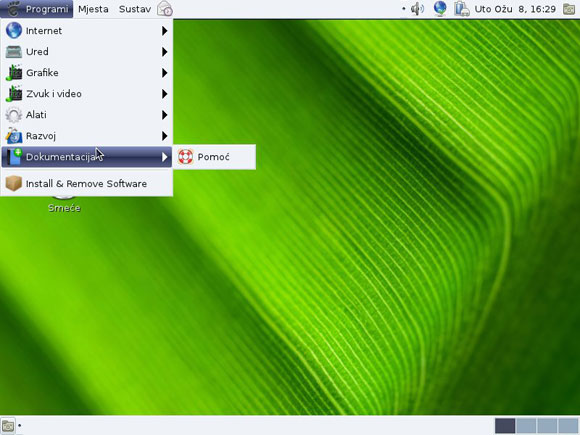 Programi Mjesta Sustav Uto Ožu 8, 16:29
Internet
Ured
Grafike
Zvuk i video
Alati
Razvoj
Dokumentacija
Pomoć
Install & Remove Software
Smeće